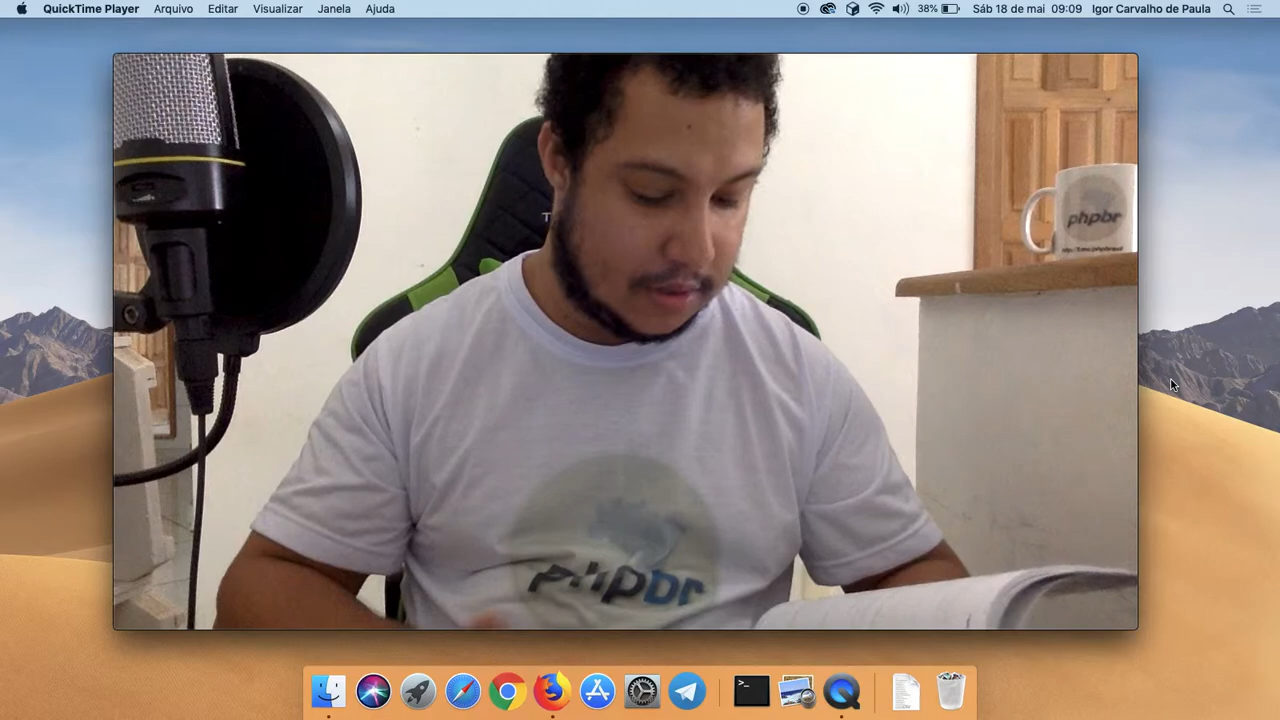 QuickTime Player Arquivo Editar Visualizar Janela Ajuda 38% Sáb 18 de mai 09:09 Igor Carvalho de Paula
phpbr
T
phpbr
>_